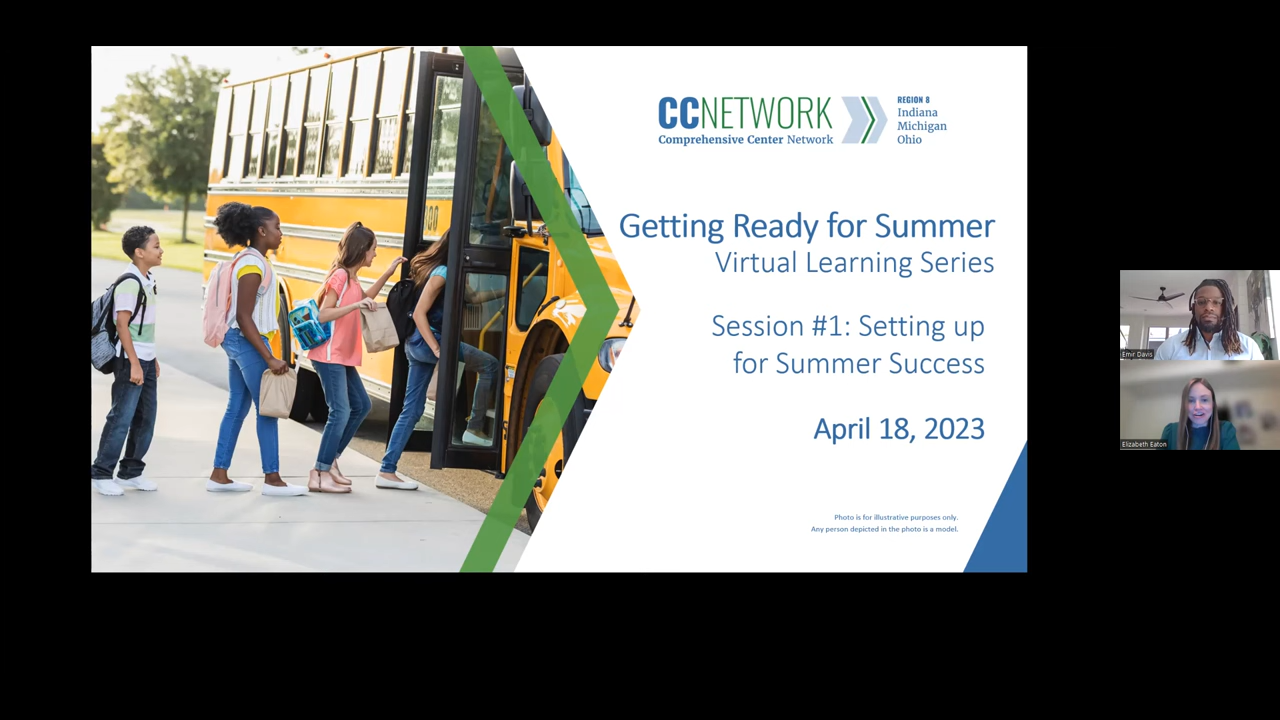 CCNETWORK
Comprehensive Center Network
REGION 8
Indiana
Michigan
Ohio
Getting Ready for Summer
Virtual Learning Series
Session #1: Setting up
for Summer Success
April 18, 2023
Photo is for illustrative purposes only.
Any person depicted in the photo is a model.
Emir Davis
Elizabeth Eaton